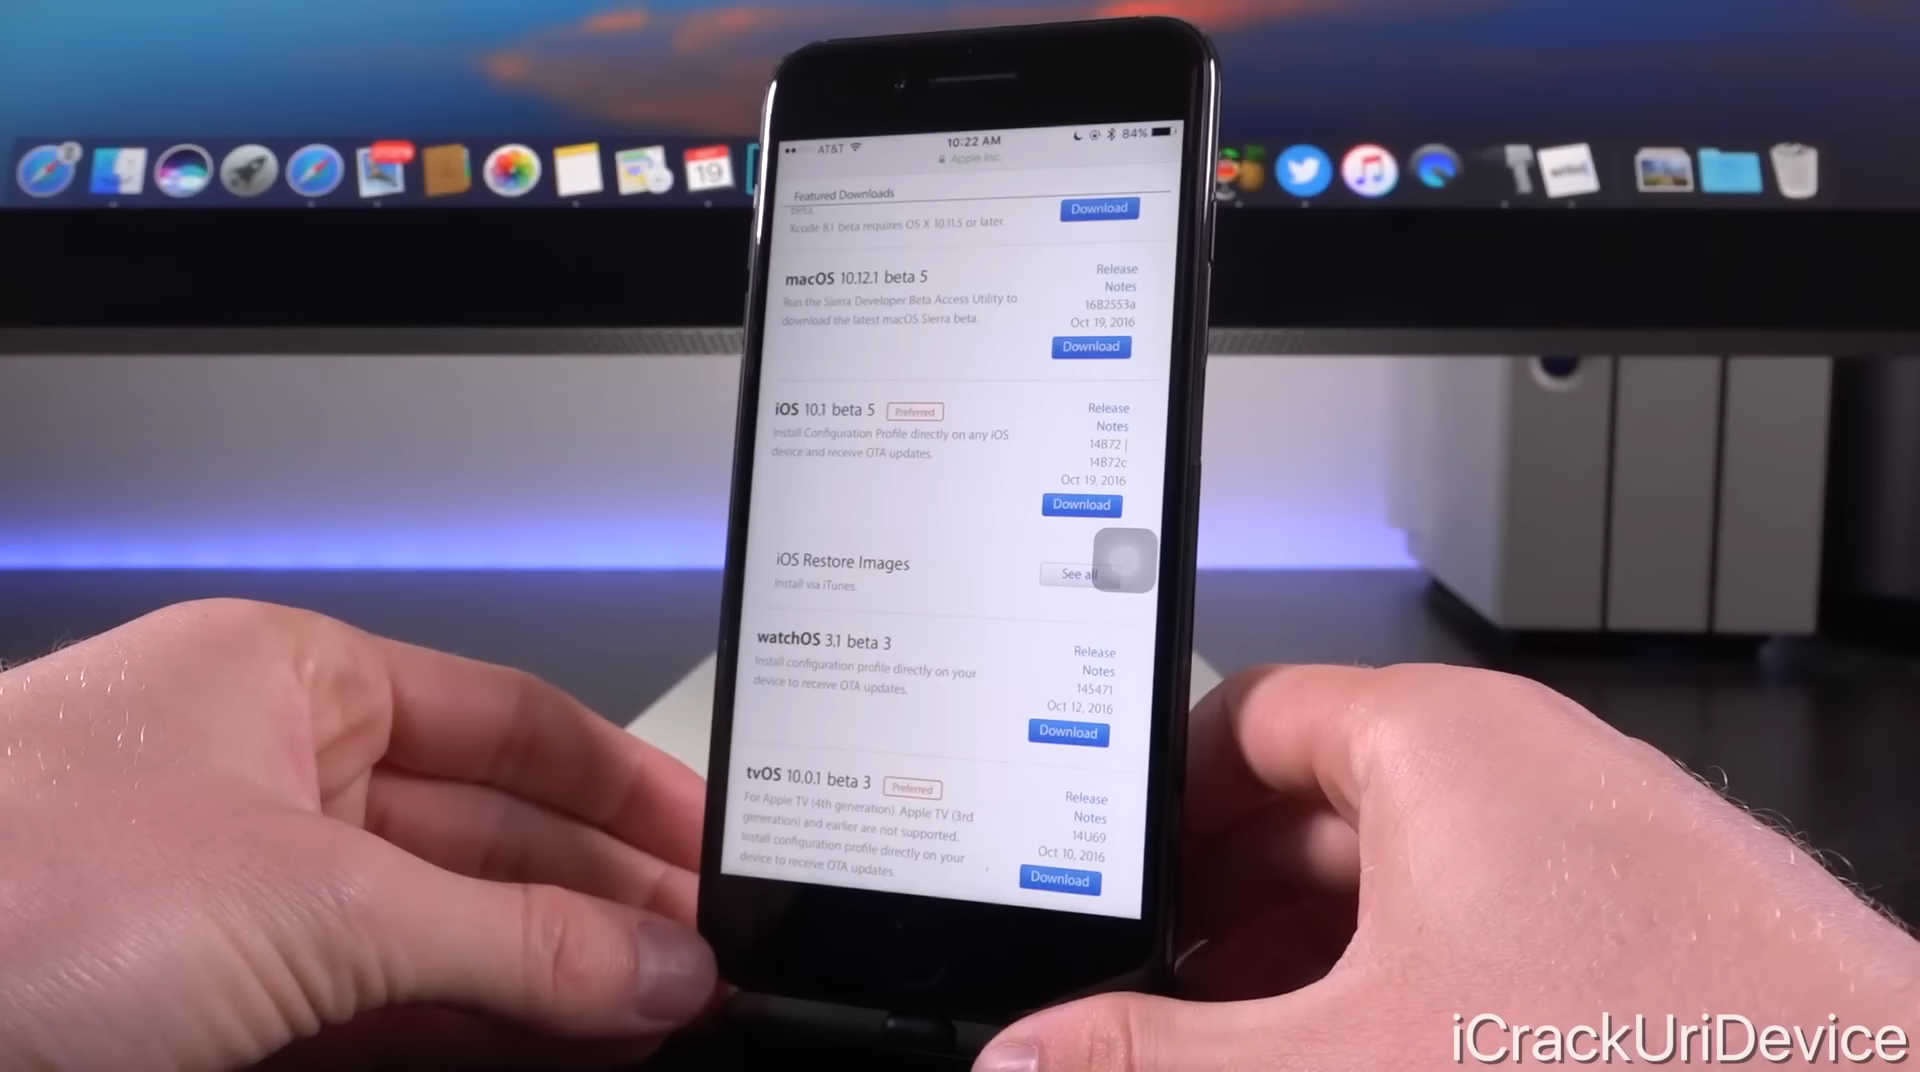 AT&T
10:22 AM
84%
Apple Inc.
Featured Downloads
beta.
Xcode 8.1 beta requires OS X 10.11.5 or later.
Download
macOS 10.12.1 beta 5
Run the Sierra Developer Beta Access Utility to
download the latest macOS Sierra beta.
Release
Notes
16B2553a
Oct 19, 2016
Download
iOS 10.1 beta 5 Preferred
Install Configuration Profile directly on any iOS
device and receive OTA updates.
Release
Notes
14B72 |
14B72c
Oct 19, 2016
Download
iOS Restore Images
Install via iTunes.
See all
watchOS 3.1 beta 3
Install configuration profile directly on your
device to receive OTA updates.
Release
Notes
14S471
Oct 12, 2016
Download
tvOS 10.0.1 beta 3 Preferred
For Apple TV (4th generation). Apple TV (3rd
generation) and earlier are not supported.
Install configuration profile directly on your
device to receive OTA updates.
Release
Notes
14U69
Oct 10, 2016
Download
19
iCrackUriDevice